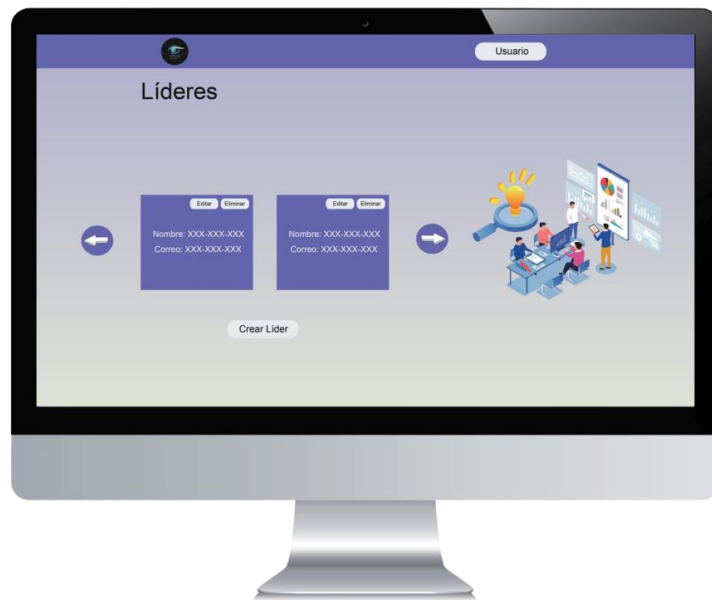 Usuario
Líderes
Editar Eliminar
Nombre: XXX-XXX-XXX
Correo: XXX-XXX-XXX
Editar Eliminar
Nombre: XXX-XXX-XXX
Correo: XXX-XXX-XXX
Crear Líder